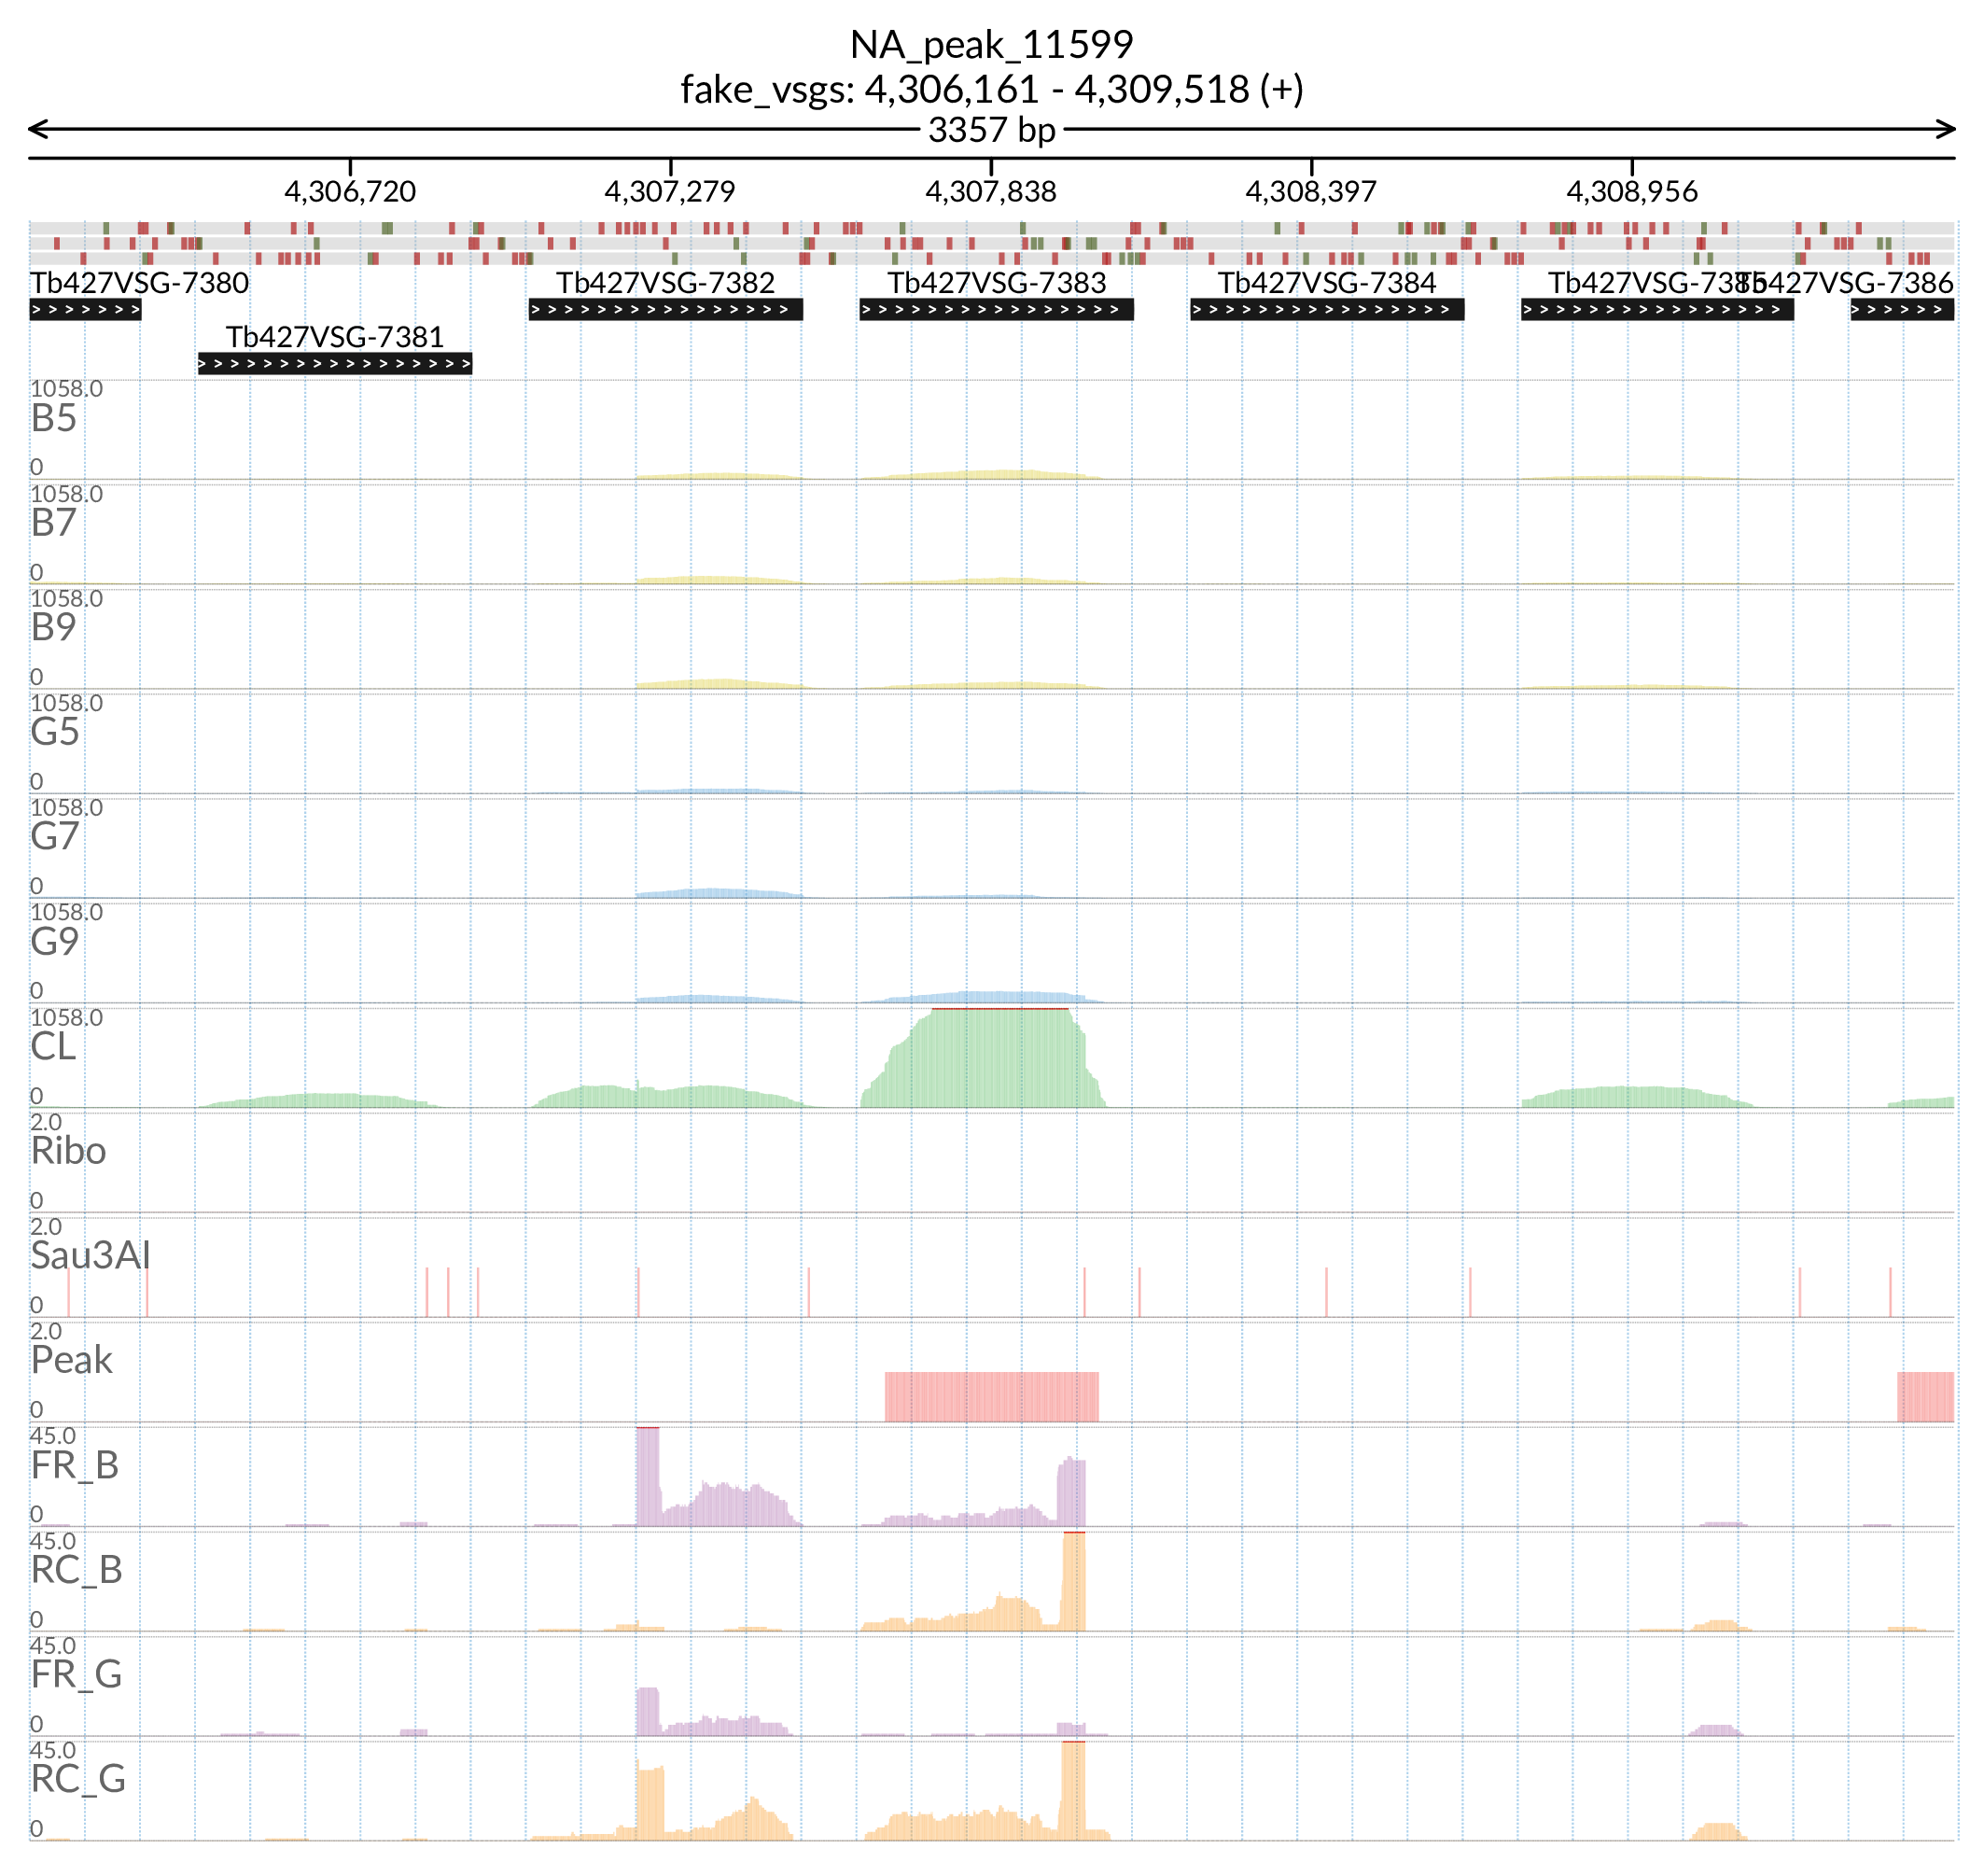 NA_peak_11599
fake_vsgs: 4,306,161 - 4,309,518 (+)
3357 bp
4,306,720 4,307,279 4,307,838 4,308,397 4,308,956
Tb427VSG-7380 Tb427VSG-7382 Tb427VSG-7383 Tb427VSG-7384 Tb427VSG-7385 Tb427VSG-7386
Tb427VSG-7381
1058.0
B5
0
1058.0
B7
0
1058.0
B9
0
1058.0
G5
0
1058.0
G7
0
1058.0
G9
0
1058.0
CL
0
2.0
Ribo
0
2.0
Sau3AI
0
2.0
Peak
0
45.0
FR_B
0
45.0
RC_B
0
45.0
FR_G
0
45.0
RC_G
0